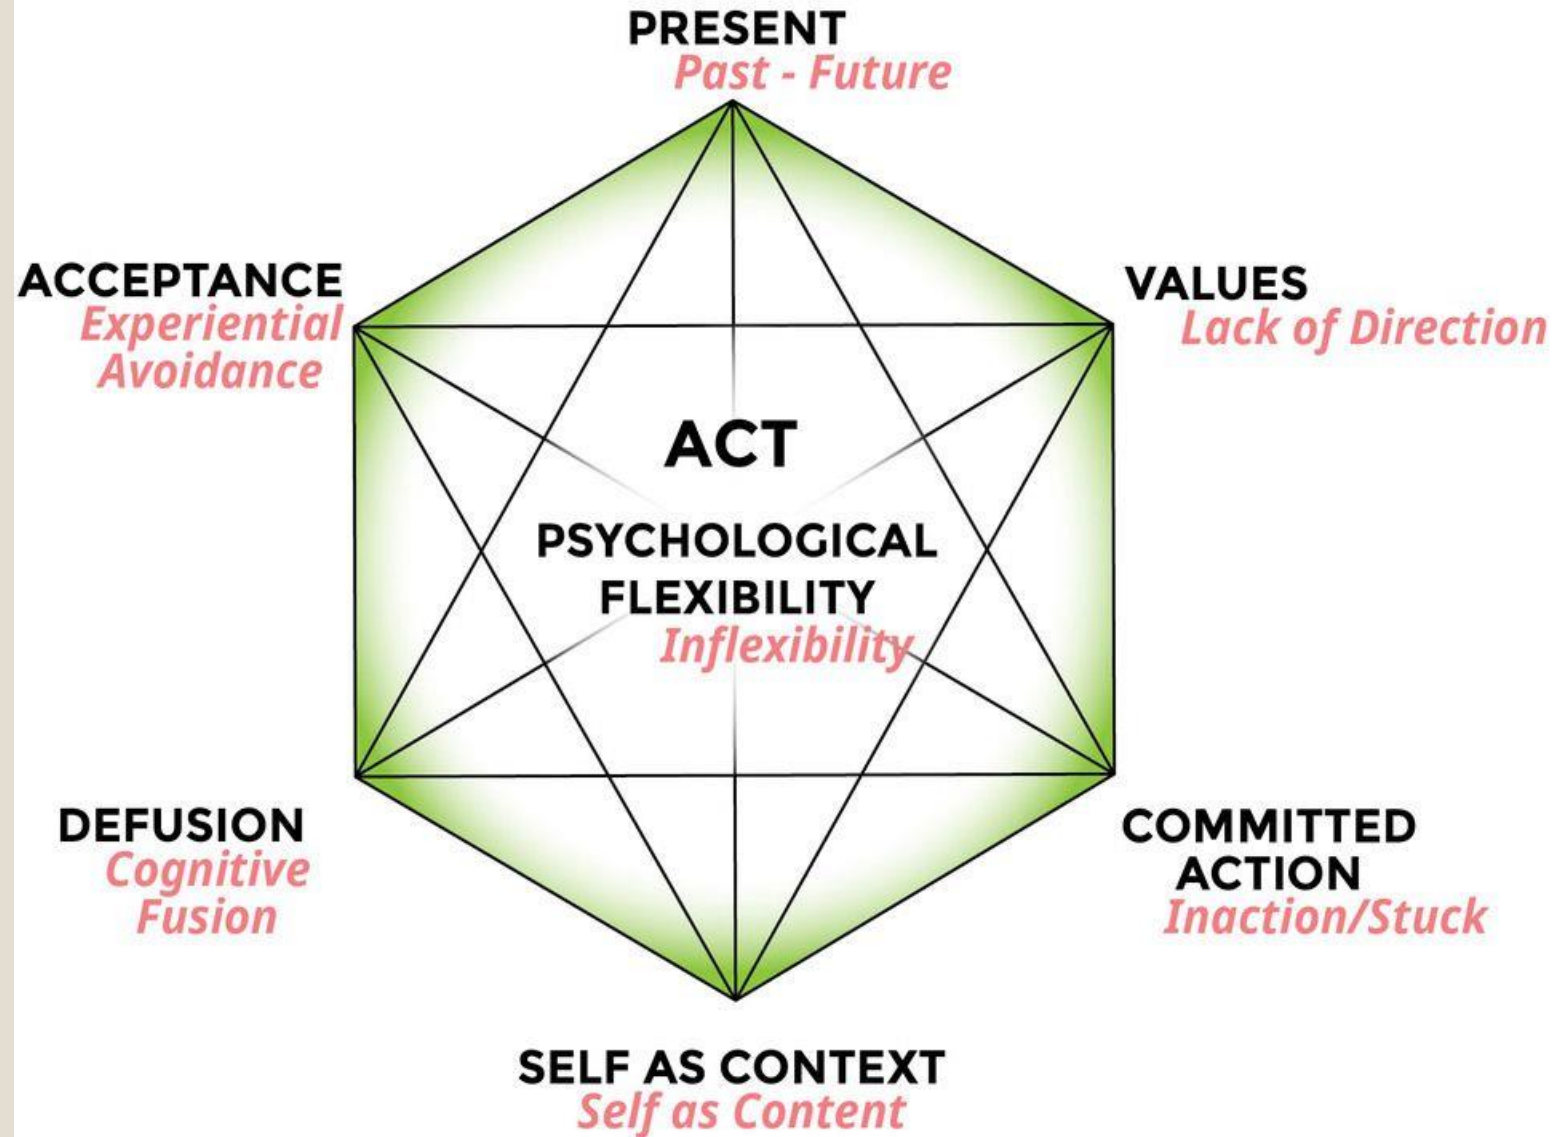 PRESENT
Past - Future
ACCEPTANCE
Experiential
Avoidance
VALUES
Lack of Direction
ACT
PSYCHOLOGICAL
FLEXIBILITY
Inflexibility
DEFUSION
Cognitive
Fusion
COMMITTED
ACTION
Inaction/Stuck
SELF AS CONTEXT
Self as Content